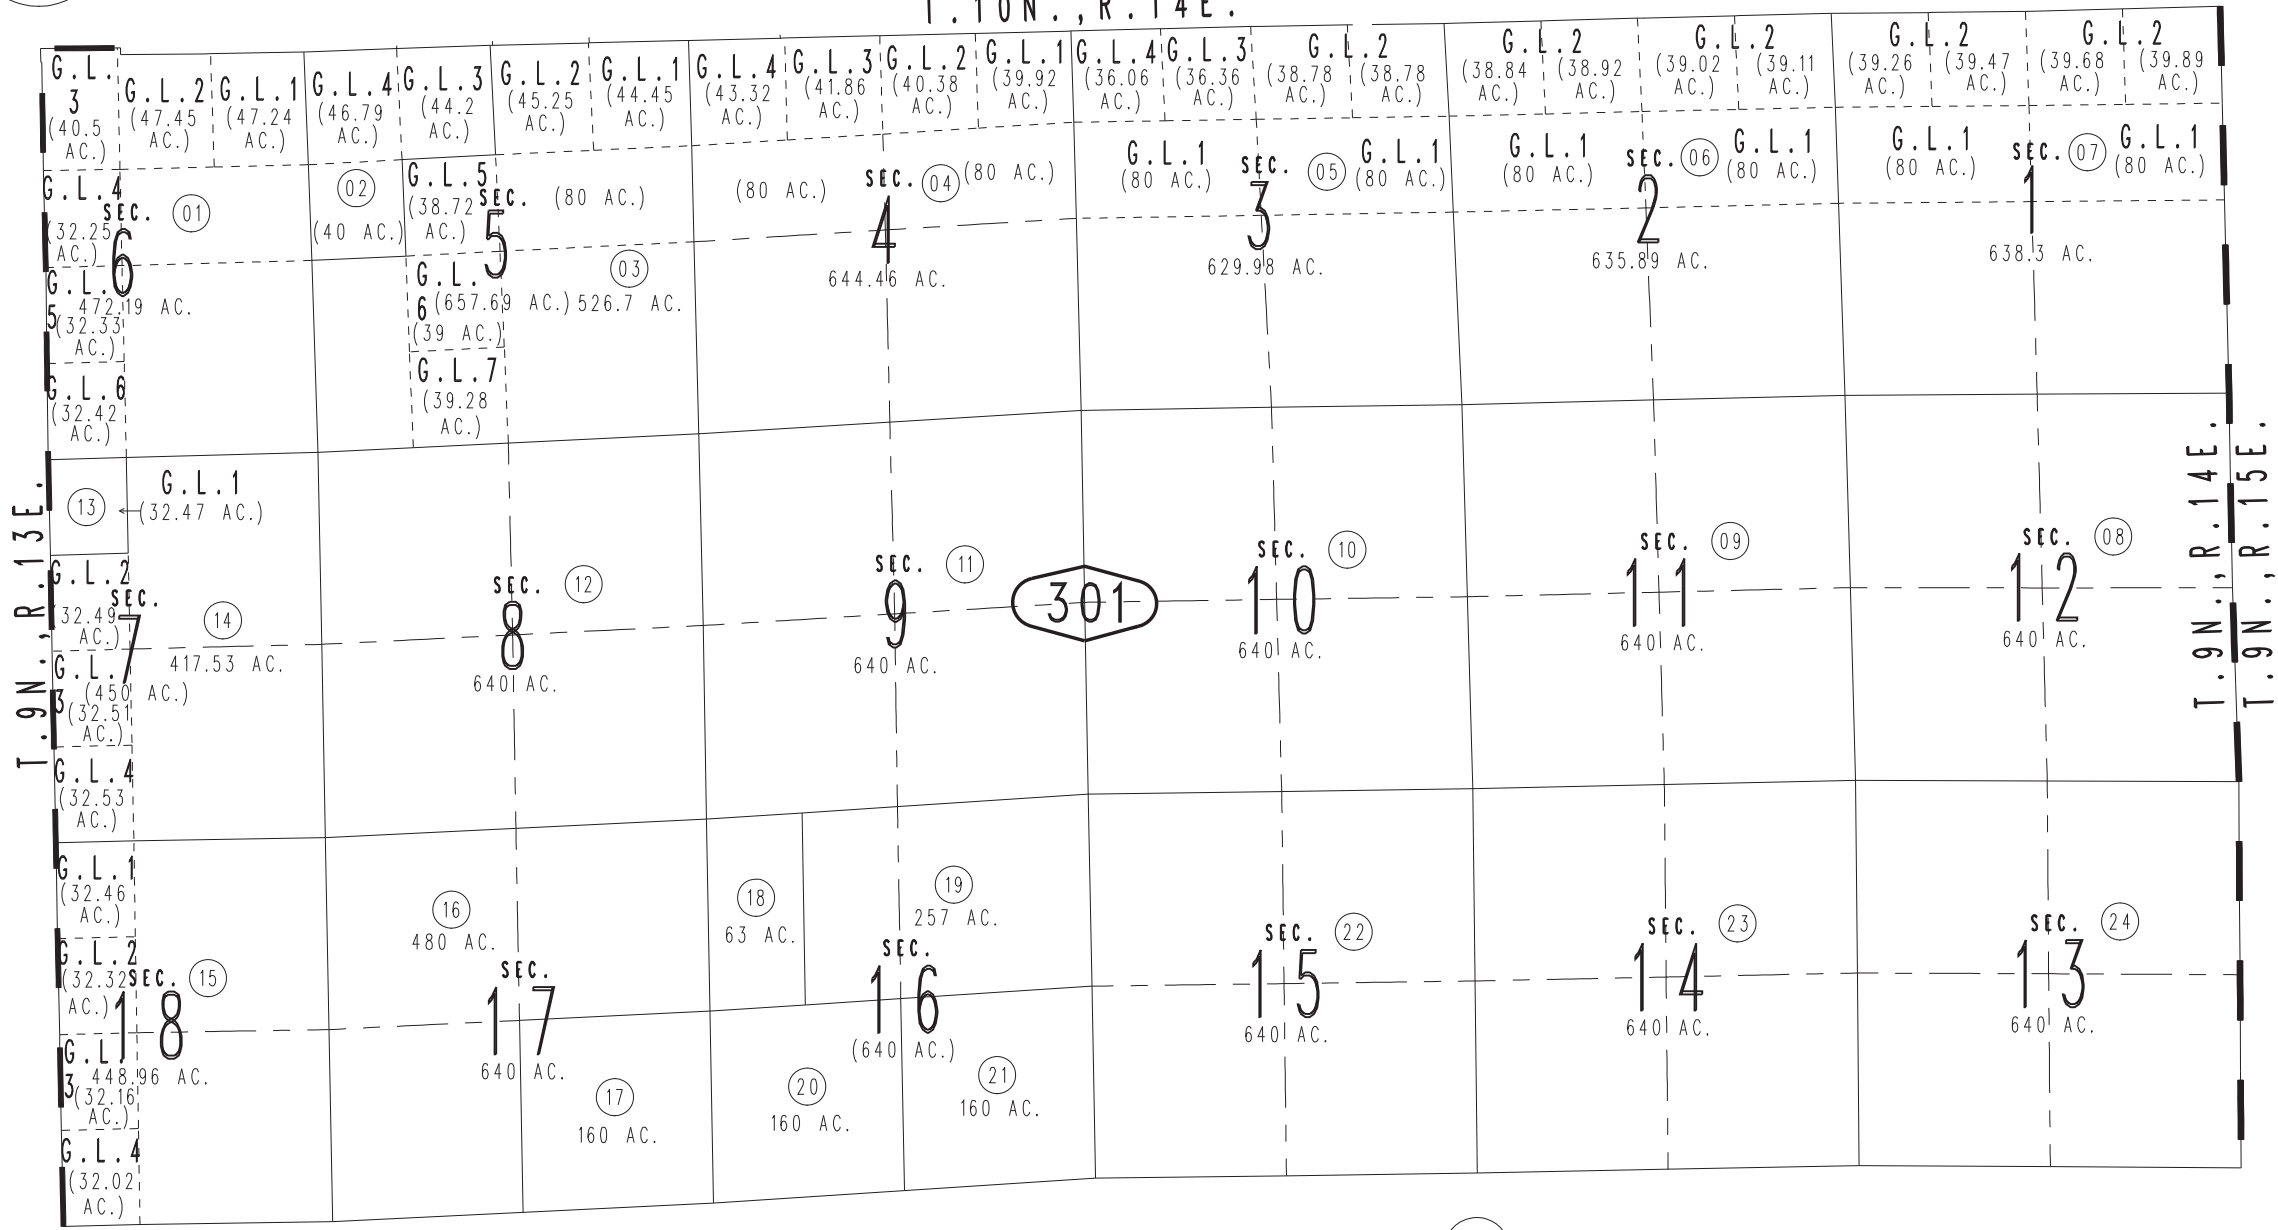 T.10N.,R.14E.
G.L.
3
(40.5
AC.)
G.L.2
(47.45
AC.)
G.L.1
(47.24
AC.)
G.L.4
(46.79
AC.)
G.L.3
(44.2
AC.)
G.L.2
(45.25
AC.)
G.L.1
(44.45
AC.)
G.L.4
(43.32
AC.)
G.L.3
(41.86
AC.)
G.L.2
(40.38
AC.)
G.L.1
(39.92
AC.)
G.L.4
(36.06
AC.)
G.L.3
(36.36
AC.)
G.L.2
(38.78
AC.)
(38.78
AC.)
G.L.2
(38.84
AC.)
(38.92
AC.)
G.L.2
(39.02
AC.)
(39.11
AC.)
G.L.2
(39.26
AC.)
(39.47
AC.)
G.L.2
(39.68
AC.)
(39.89
AC.)
G.L.4
(32.25
AC.)
SEC.
6
01
472.19 AC.
G.L.
5
(32.33
AC.)
G.L.6
(32.42
AC.)
02
(40 AC.)
G.L.5
(38.72
AC.)
SEC.
5
(80 AC.)
03
G.L.
6
(657.69 AC.)
526.7 AC.
(39 AC.)
G.L.7
(39.28
AC.)
(80 AC.)
SEC.
4
04
(80 AC.)
644.46 AC.
G.L.1
(80 AC.)
SEC.
3
05
G.L.1
(80 AC.)
629.98 AC.
G.L.1
(80 AC.)
SEC.
2
06
G.L.1
(80 AC.)
635.89 AC.
G.L.1
(80 AC.)
SEC.
1
07
G.L.1
(80 AC.)
638.3 AC.
T.9N.,R.13E.
13
G.L.1
(32.47 AC.)
G.L.2
(32.49
AC.)
SEC.
7
14
417.53 AC.
G.L.
3
(450 AC.)
(32.51
AC.)
G.L.4
(32.53
AC.)
SEC.
8
12
640 AC.
SEC.
9
11
640 AC.
301
SEC.
10
10
640 AC.
SEC.
11
09
640 AC.
SEC.
12
08
640 AC.
T.9N.,R.14E.
T.9N.,R.15E.
G.L.1
(32.46
AC.)
G.L.2
(32.32
AC.)
SEC.
18
15
G.L.
3
448.96 AC.
(32.16
AC.)
G.L.4
(32.02
AC.)
16
480 AC.
SEC.
17
640 AC.
17
160 AC.
18
63 AC.
19
257 AC.
SEC.
16
(640 AC.)
20
160 AC.
21
160 AC.
SEC.
15
22
640 AC.
SEC.
14
23
640 AC.
SEC.
13
24
640 AC.